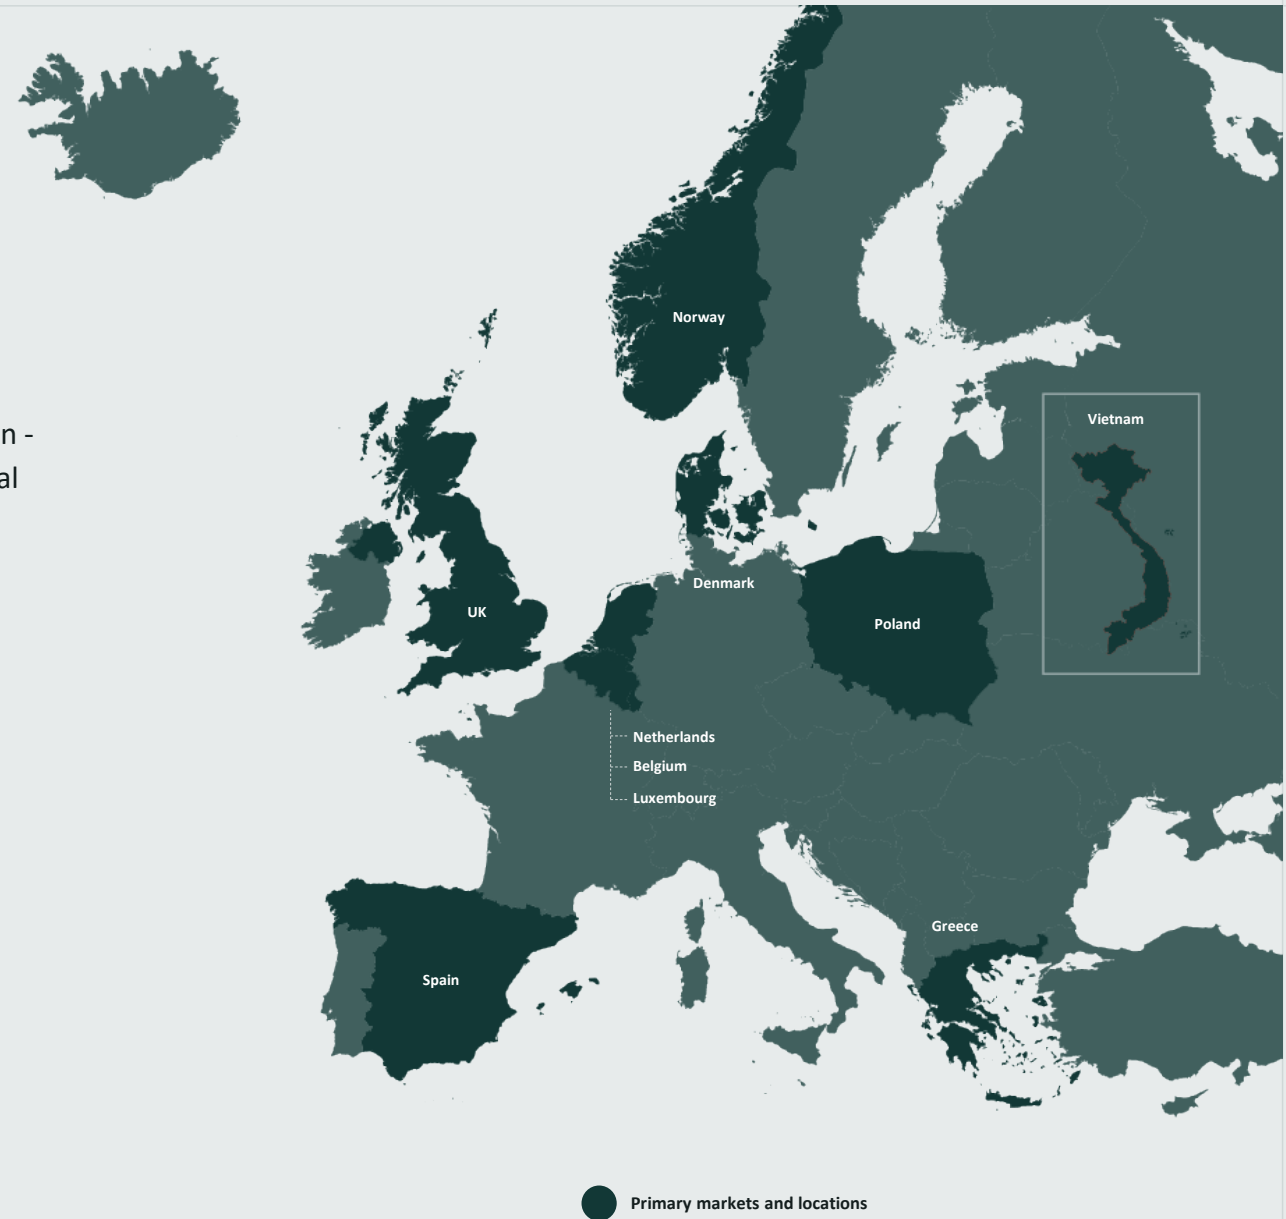 Norway
n -
al
Vietnam
Denmark
UK
Poland
Netherlands
Belgium
Luxembourg
Greece
Spain
Primary markets and locations